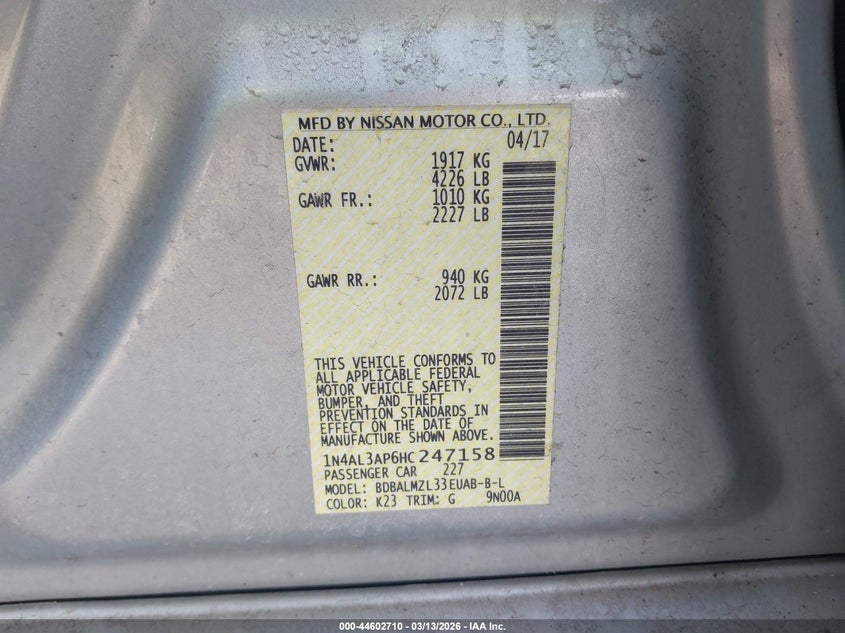 MFD BY NISSAN MOTOR CO., LTD.
DATE: 04/17
GVWR: 1917 KG
4226 LB
GAWR FR.: 1010 KG
2227 LB
GAWR RR.: 940 KG
2072 LB
THIS VEHICLE CONFORMS TO
ALL APPLICABLE FEDERAL
MOTOR VEHICLE SAFETY,
BUMPER, AND THEFT
PREVENTION STANDARDS IN
EFFECT ON THE DATE OF
MANUFACTURE SHOWN ABOVE.
1N4AL3AP6HC247158
PASSENGER CAR 227
MODEL: BDBALMZL33EUAB-B-L
COLOR: K23 TRIM: G 9N00A
000-44602710 - 03/13/2026 - IAA Inc.